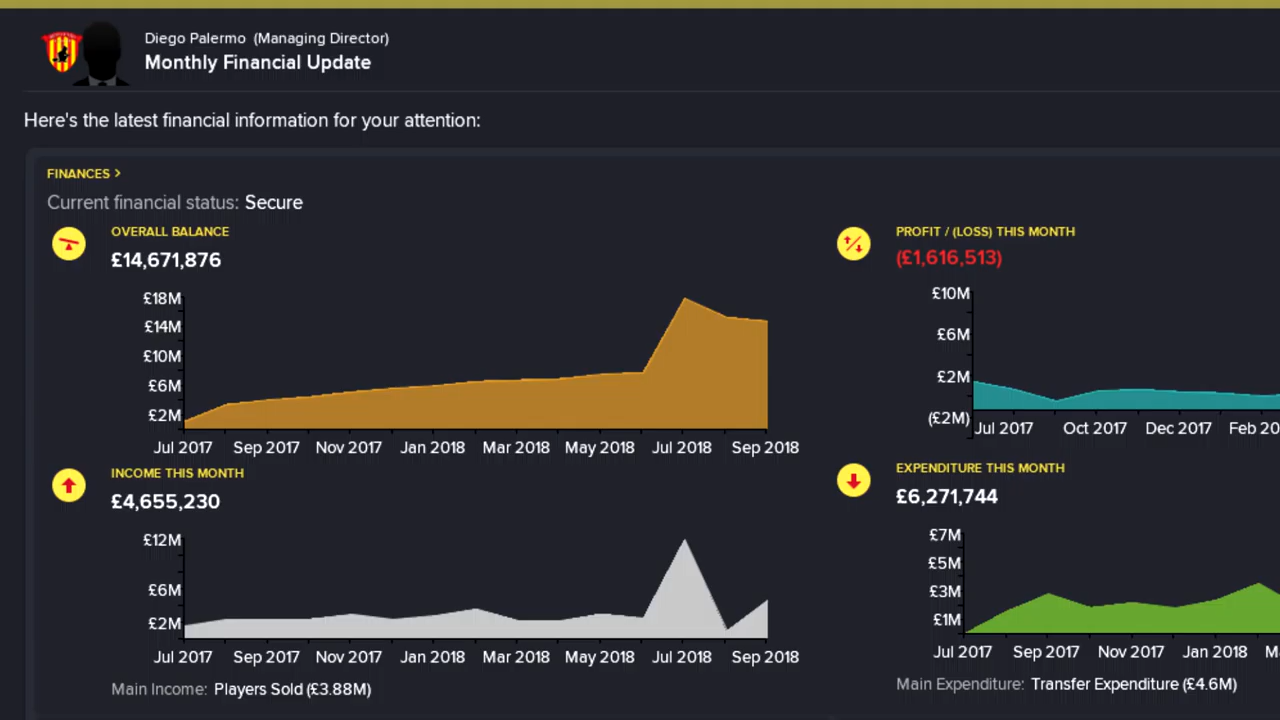 Diego Palermo (Managing Director)
Monthly Financial Update
Here's the latest financial information for your attention:
FINANCES >
Current financial status: Secure
OVERALL BALANCE
£14,671,876
£18M
£14M
£10M
£6M
£2M
Jul 2017 Sep 2017 Nov 2017 Jan 2018 Mar 2018 May 2018 Jul 2018 Sep 2018
PROFIT / (LOSS) THIS MONTH
(£1,616,513)
£10M
£6M
£2M
(£2M)
Jul 2017 Oct 2017 Dec 2017 Feb 20
INCOME THIS MONTH
£4,655,230
£12M
£6M
£2M
Jul 2017 Sep 2017 Nov 2017 Jan 2018 Mar 2018 May 2018 Jul 2018 Sep 2018
Main Income: Players Sold (£3.88M)
EXPENDITURE THIS MONTH
£6,271,744
£7M
£5M
£3M
£1M
Jul 2017 Sep 2017 Nov 2017 Jan 2018 M
Main Expenditure: Transfer Expenditure (£4.6M)